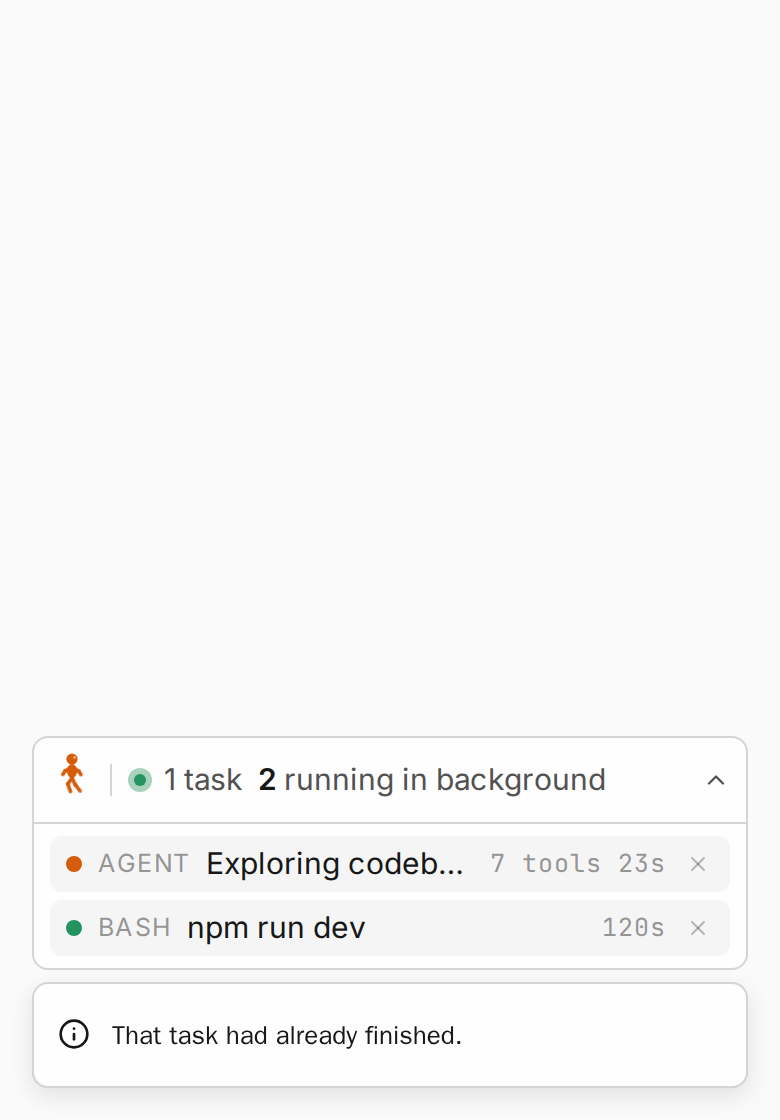 1 task 2 running in background
AGENT Exploring codeb... 7 tools 23s
BASH npm run dev 120s
That task had already finished.